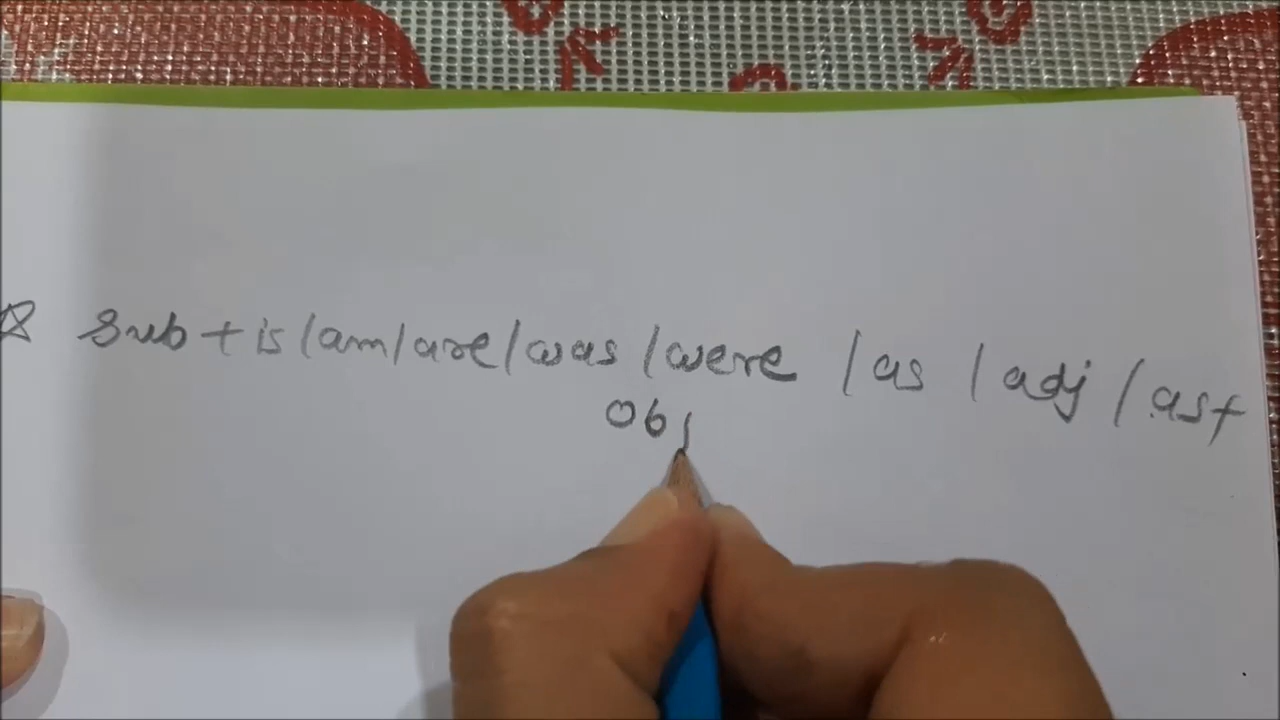 ☆ Sub + is / am / are / was / were / as / adj / as +
obj